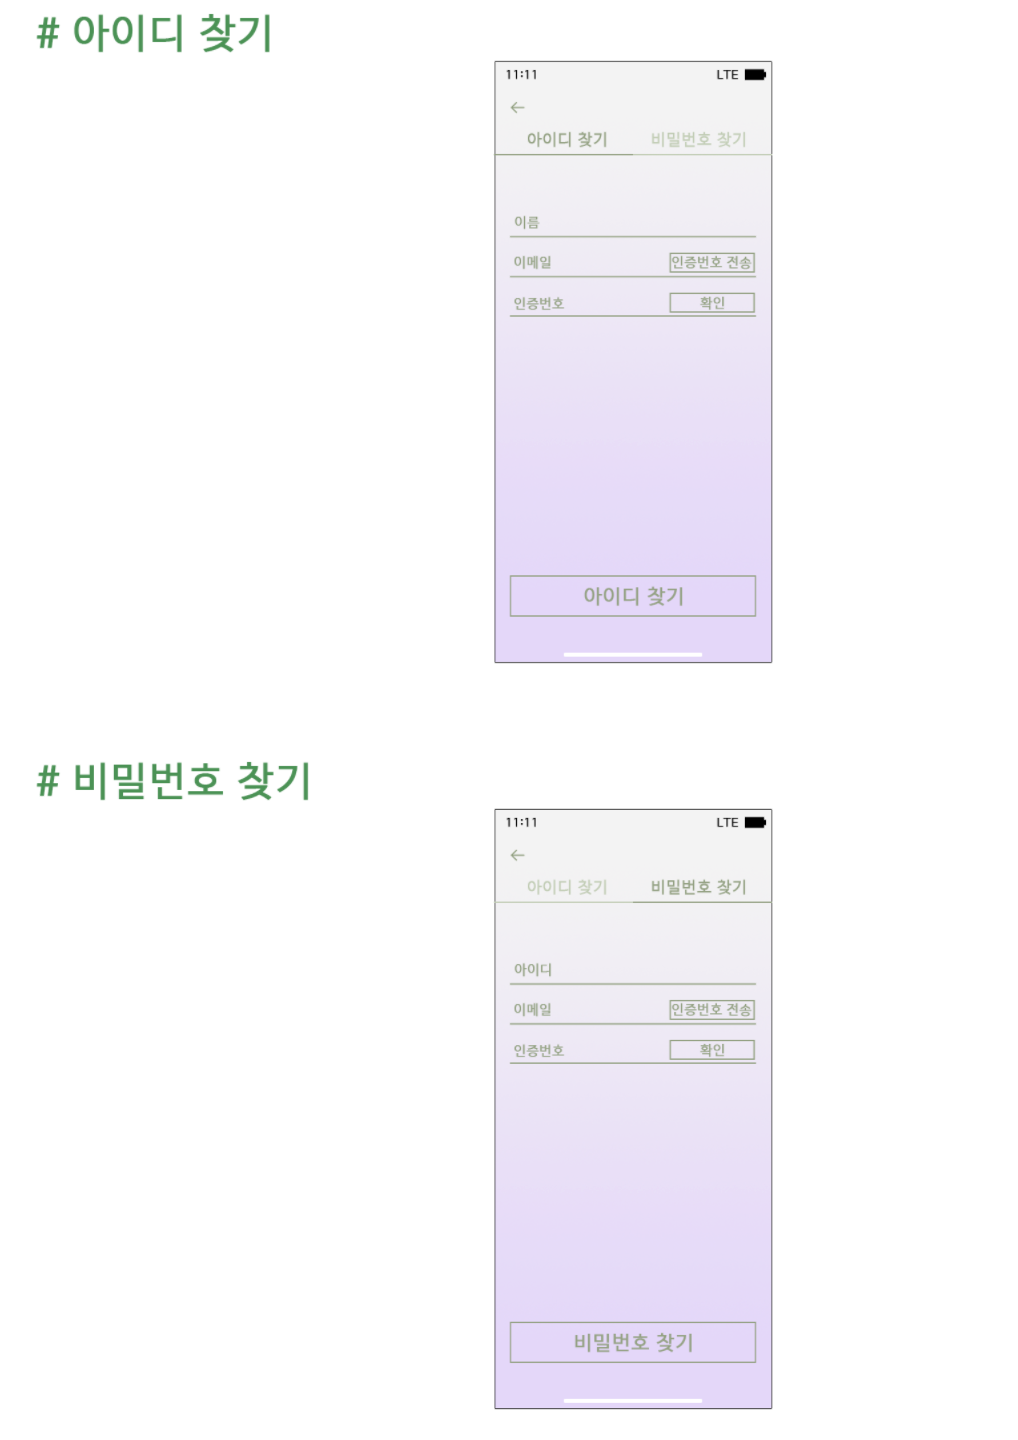 # 아이디 찾기
11:11 LTE
←
아이디 찾기 비밀번호 찾기
이름
이메일 인증번호 전송
인증번호 확인
아이디 찾기
# 비밀번호 찾기
11:11 LTE
←
아이디 찾기 비밀번호 찾기
아이디
이메일 인증번호 전송
인증번호 확인
비밀번호 찾기